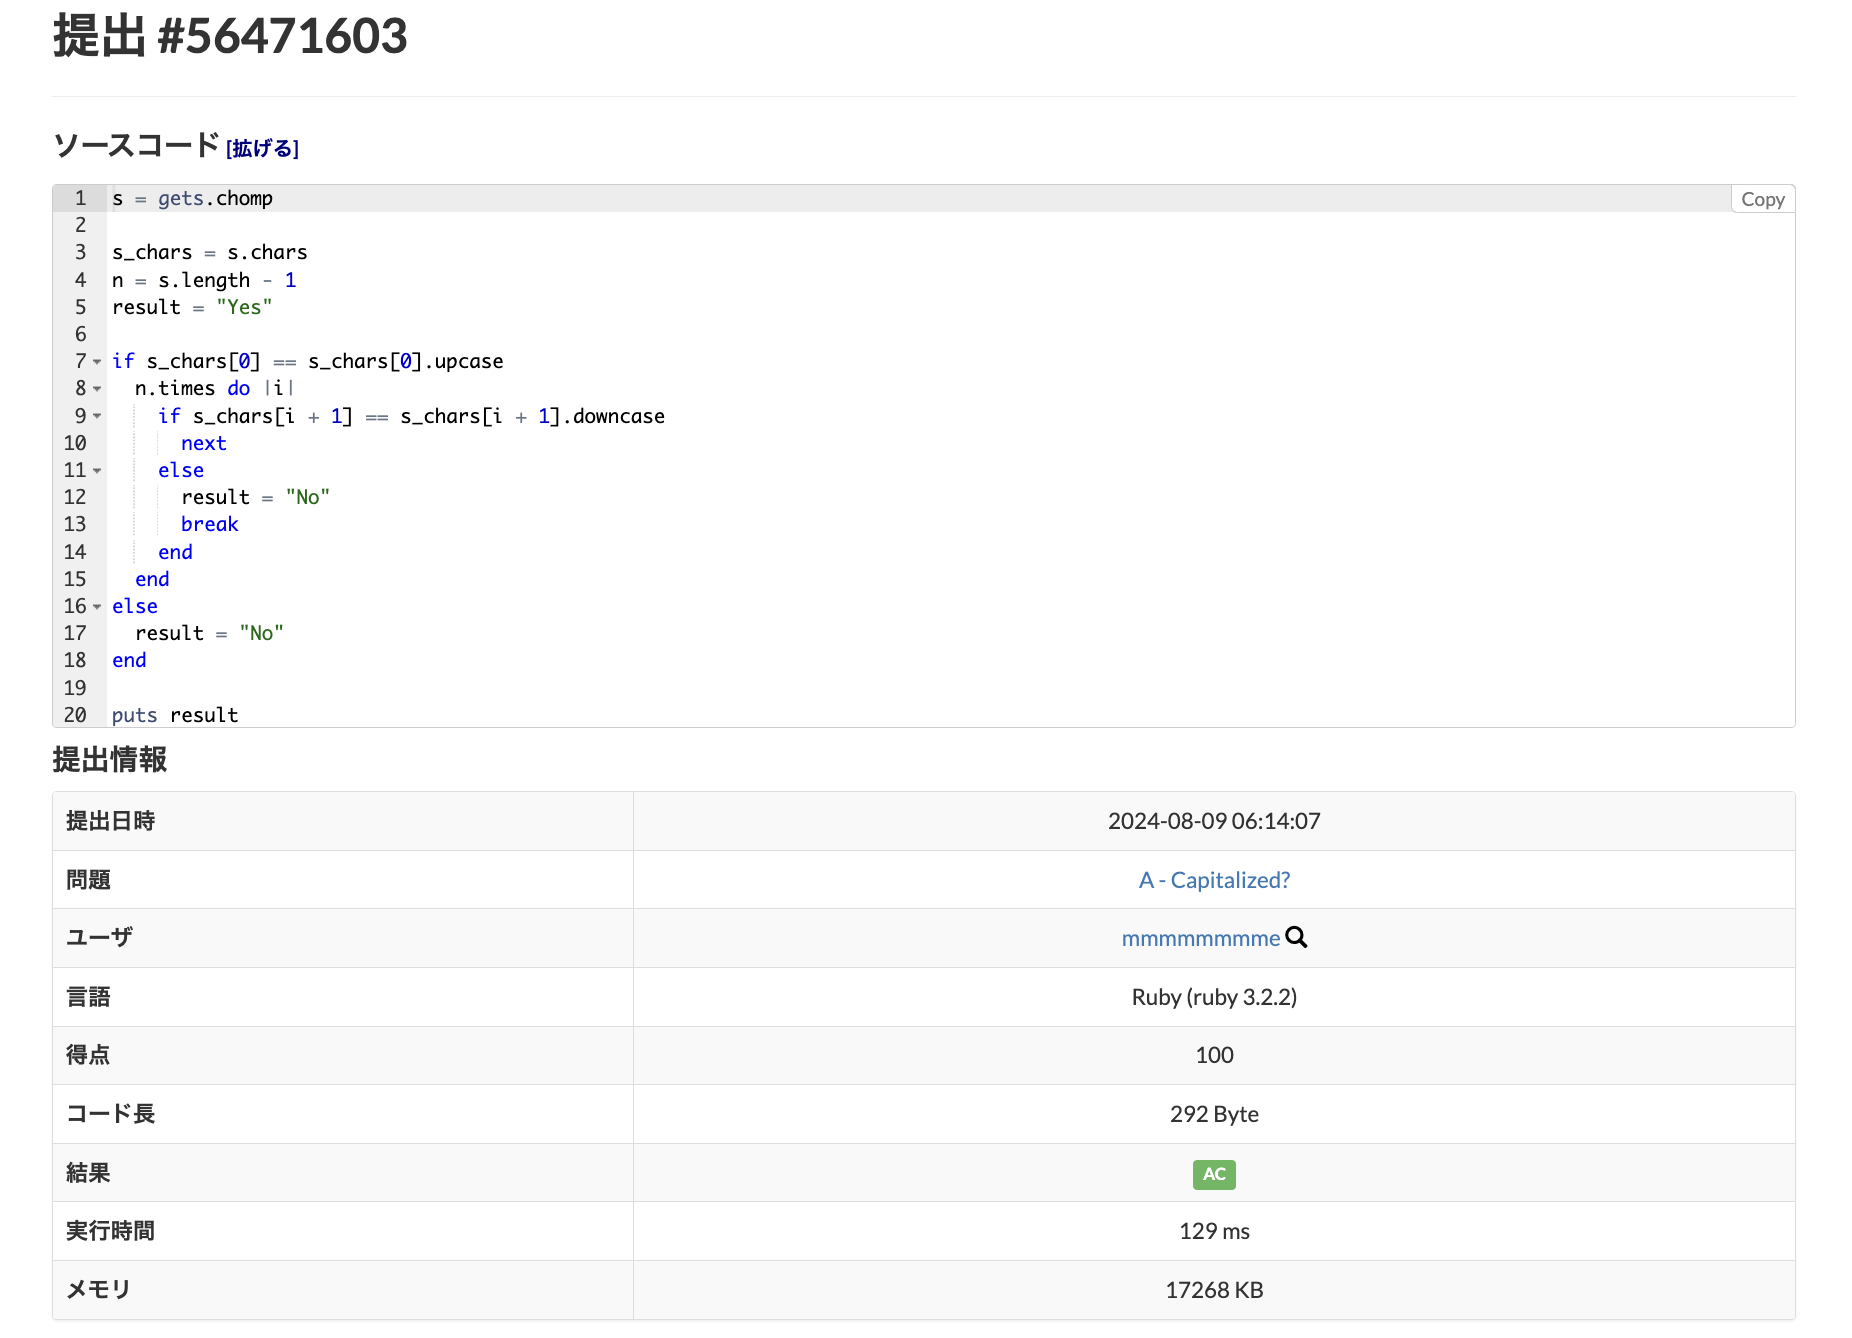 提出 #56471603
ソースコード [拡げる]
Copy
1 s = gets.chomp
2
3 s_chars = s.chars
4 n = s.length - 1
5 result = "Yes"
6
7 if s_chars[0] == s_chars[0].upcase
8   n.times do |i|
9     if s_chars[i + 1] == s_chars[i + 1].downcase
10       next
11     else
12       result = "No"
13       break
14     end
15   end
16 else
17   result = "No"
18 end
19
20 puts result
提出情報
提出日時 2024-08-09 06:14:07
問題 A - Capitalized?
ユーザ mmmmmmmme
言語 Ruby (ruby 3.2.2)
得点 100
コード長 292 Byte
結果 AC
実行時間 129 ms
メモリ 17268 KB